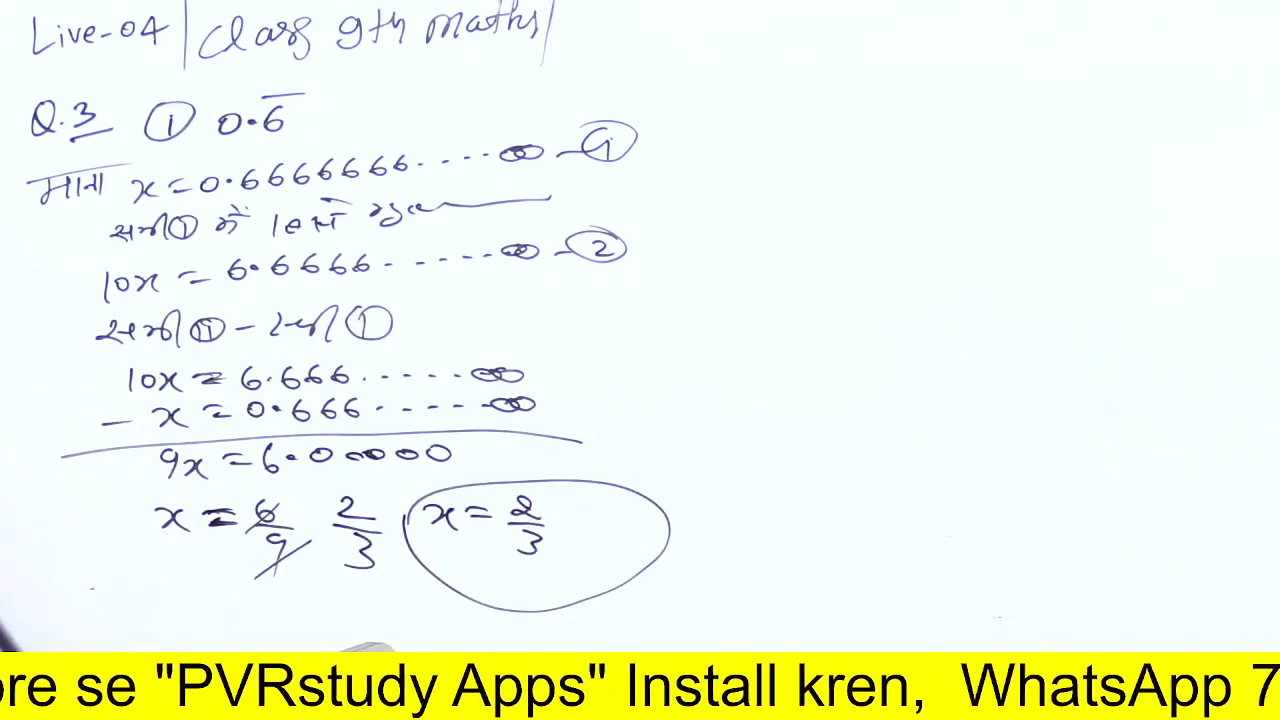 Live-04 | Class 9th maths |
Q.3 ① 0.6̅
माना x = 0.6666666.....∞ — ①
समी① में 10 से
10x = 6.6666.......∞ — ②
समी ⑪ - समी ①
10x = 6.666......∞
- x = 0.666......∞
9x = 6.00000
x = 6/9 2/3 x = 2/3
ore se "PVRstudy Apps" Install kren, WhatsApp 7